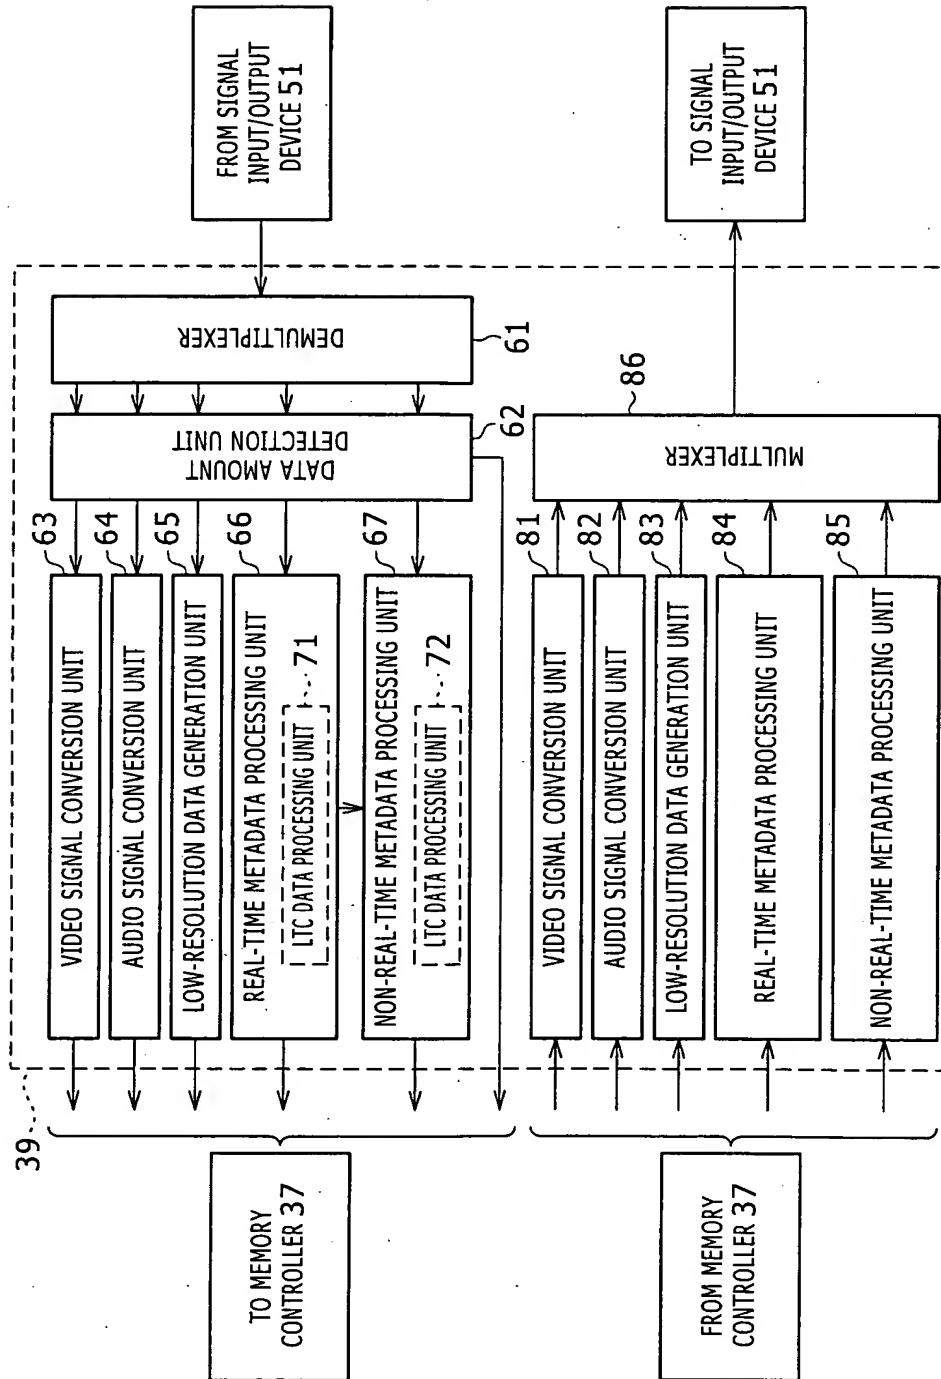 39
TO MEMORY
CONTROLLER 37
FROM MEMORY
CONTROLLER 37
VIDEO SIGNAL CONVERSION UNIT
63
AUDIO SIGNAL CONVERSION UNIT
64
LOW-RESOLUTION DATA GENERATION UNIT
65
REAL-TIME METADATA PROCESSING UNIT
66
LTC DATA PROCESSING UNIT
71
NON-REAL-TIME METADATA PROCESSING UNIT
67
LTC DATA PROCESSING UNIT
72
DATA AMOUNT
DETECTION UNIT
62
DEMULTIPLEXER
61
FROM SIGNAL
INPUT/OUTPUT
DEVICE 51
VIDEO SIGNAL CONVERSION UNIT
81
AUDIO SIGNAL CONVERSION UNIT
82
LOW-RESOLUTION DATA GENERATION UNIT
83
REAL-TIME METADATA PROCESSING UNIT
84
NON-REAL-TIME METADATA PROCESSING UNIT
85
MULTIPLEXER
86
TO SIGNAL
INPUT/OUTPUT
DEVICE 51